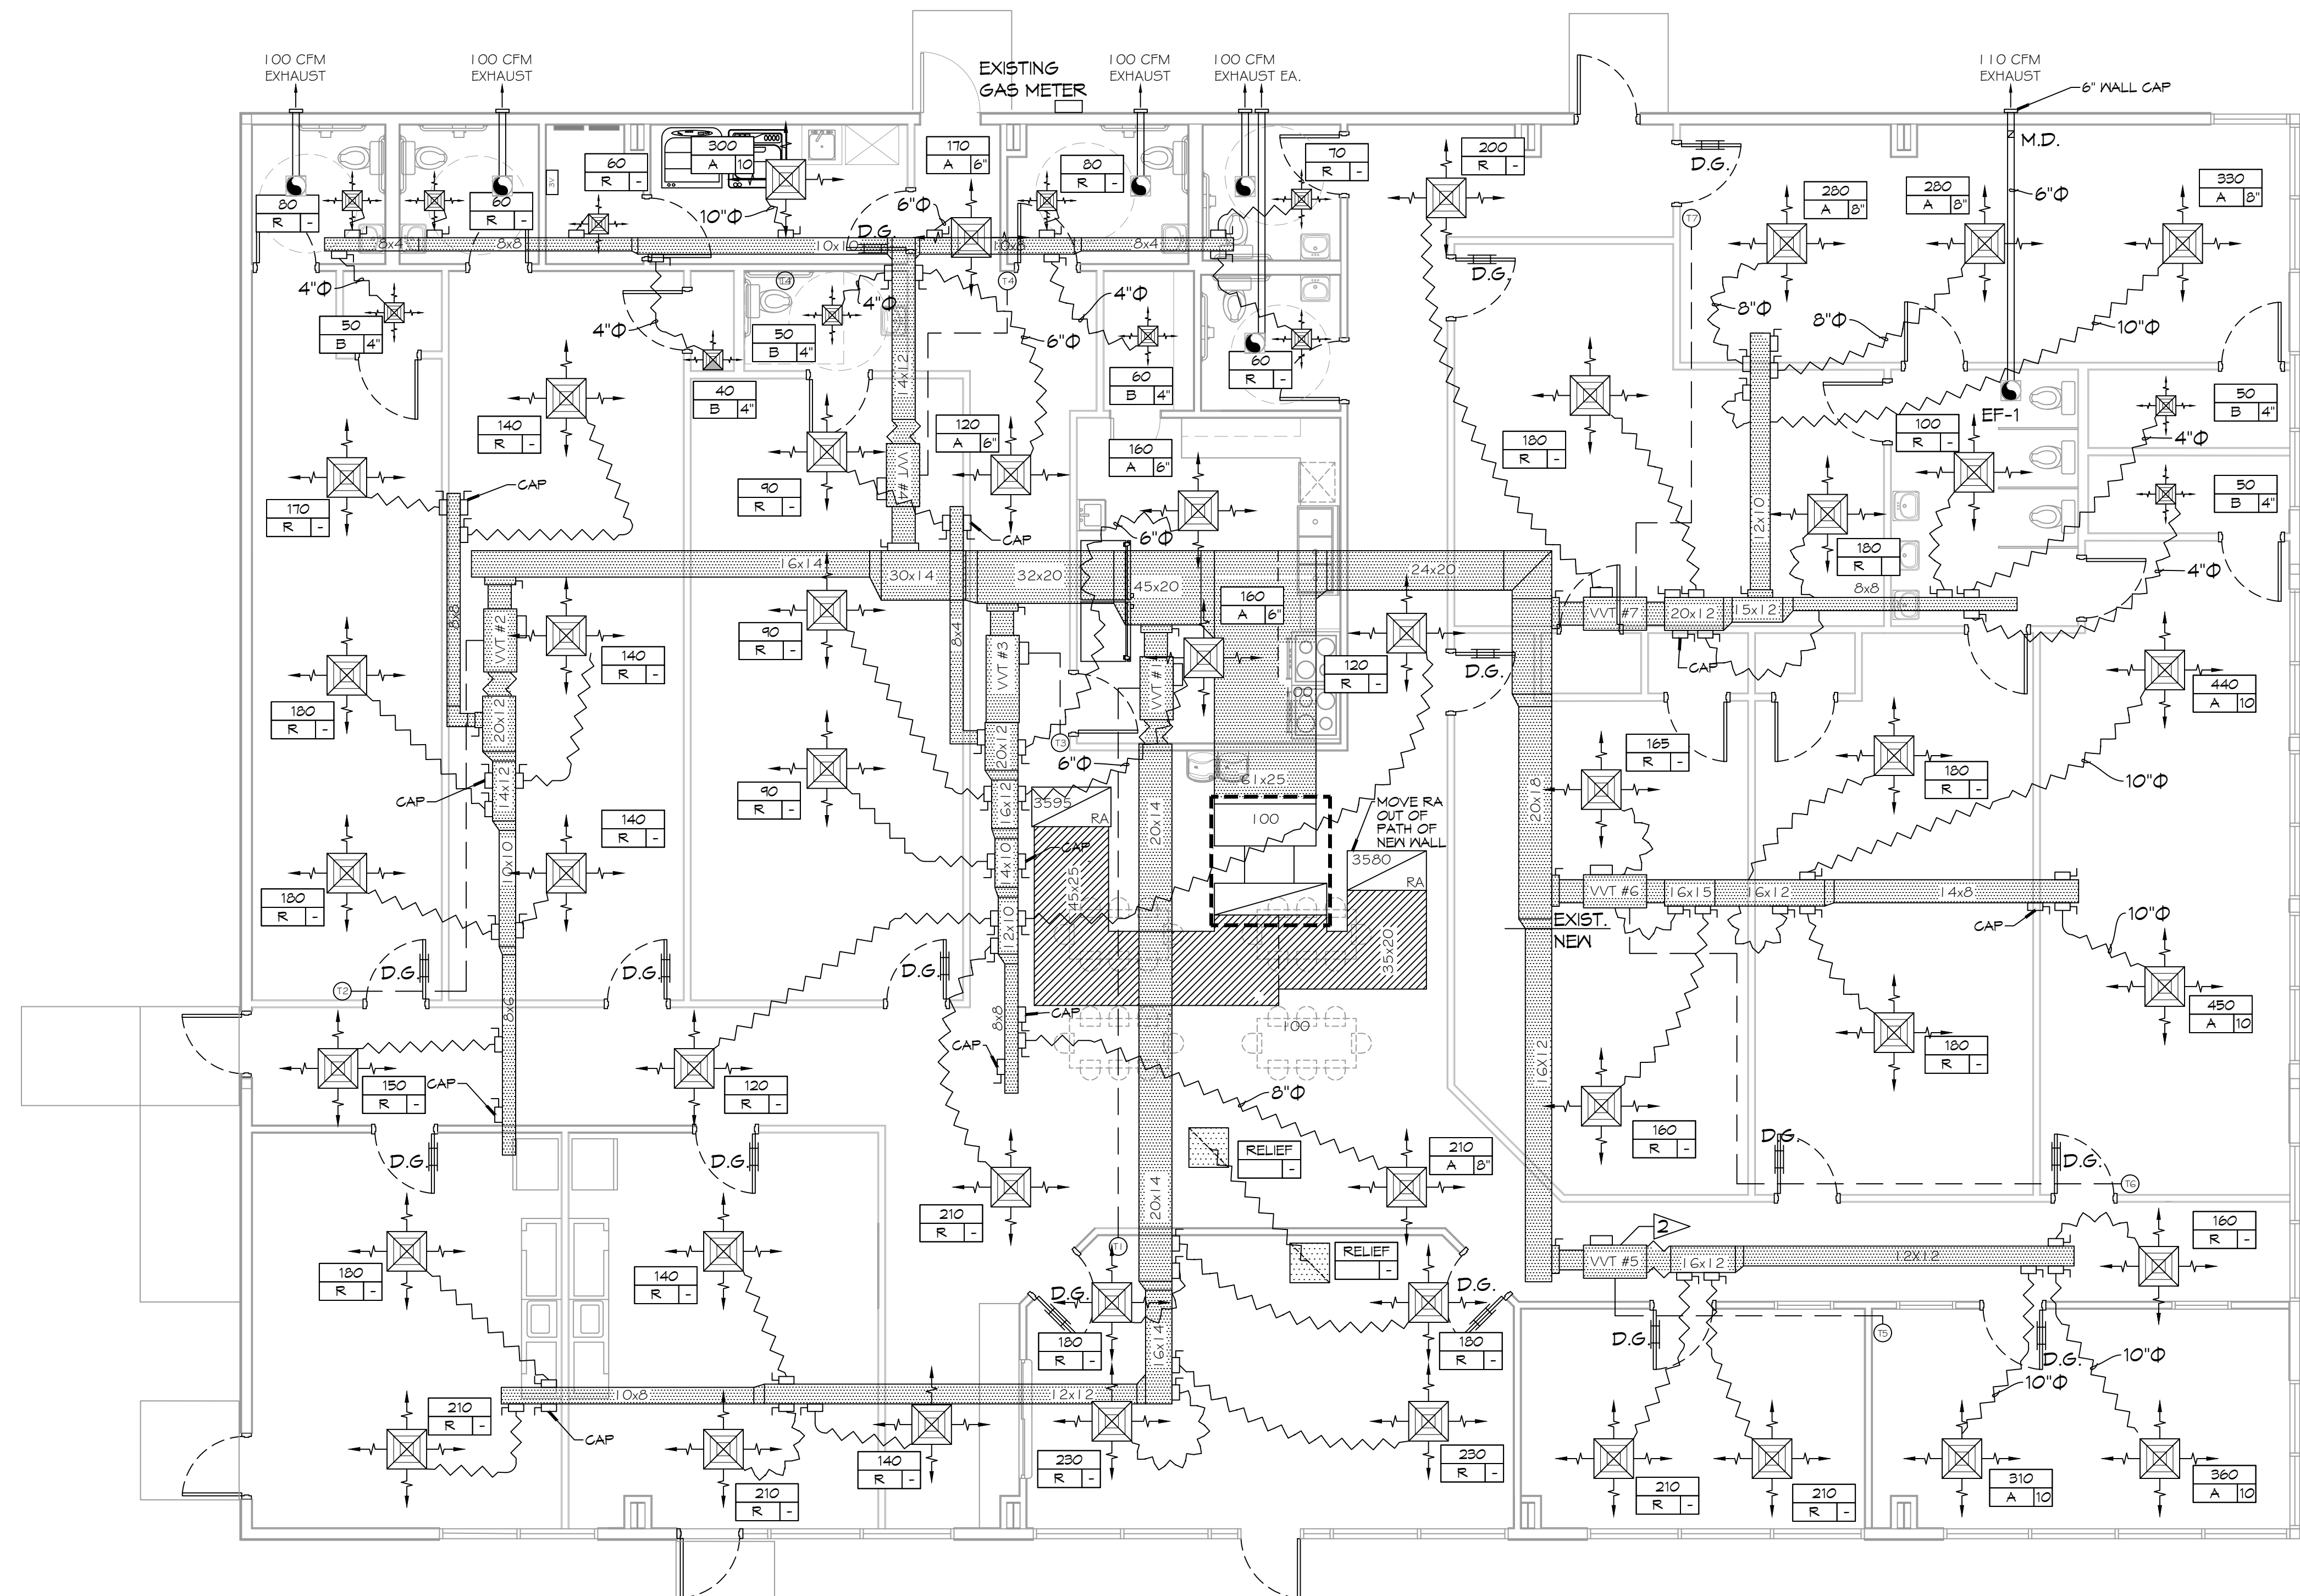 100 CFM
EXHAUST
100 CFM
EXHAUST
EXISTING
GAS METER
100 CFM
EXHAUST
100 CFM
EXHAUST EA.
110 CFM
EXHAUST
6" WALL CAP
M.D.
6"Φ
80
R -
60
R -
60
R -
300
A 10
10"Φ
170
A 6"
6"Φ
D.G.
80
R -
70
R -
200
R -
D.G.
D.G.
T7
280
A 8"
280
A 8"
330
A 8"
8x4
8x8
8x4
4"Φ
50
B 4"
4"Φ
40
B 4"
4"Φ
50
B 4"
T4
4"Φ
6"Φ
60
B 4"
60
R -
8"Φ
8"Φ
10"Φ
EF-1
14x12
VVT #4
140
R -
170
R -
CAP
90
R -
120
A 6"
CAP
160
A 6"
6"Φ
180
R -
100
R -
50
B 4"
4"Φ
50
B 4"
4"Φ
12x10
180
R -
8x8
16x14
30x14
32x20
45x20
24x20
160
A 6"
VVT #7
20x12
15x12
CAP
8x8
VVT #2
20x12
14x12
10x10
8x6
140
R -
180
R -
CAP
140
R -
180
R -
90
R -
90
R -
8x4
VVT #3
20x12
16x12
14x10
12x10
8x8
T3
6"Φ
VVT #1
20x14
120
R -
D.G.
61x25
3595
RA
100
MOVE RA
OUT OF
PATH OF
NEW WALL
3580
RA
45x25
35x20
CAP
20x18
165
R -
180
R -
440
A 10
10"Φ
VVT #6
16x15
16x12
14x8
CAP
10"Φ
450
A 10
EXIST.
NEW
16x12
180
R -
160
R -
D.G.
D.G.
T6
T2
D.G.
D.G.
D.G.
150
R -
CAP
120
R -
CAP
CAP
100
8"Φ
D.G.
D.G.
210
R -
RELIEF
-
210
A 8"
20x14
T1
RELIEF
-
2
VVT #5
16x12
12X12
160
R -
180
R -
140
R -
D.G.
D.G.
180
R -
180
R -
16x14
D.G.
D.G.
T5
10"Φ
10"Φ
10x8
12x12
210
R -
CAP
210
R -
140
R -
230
R -
230
R -
210
R -
210
R -
310
A 10
360
A 10